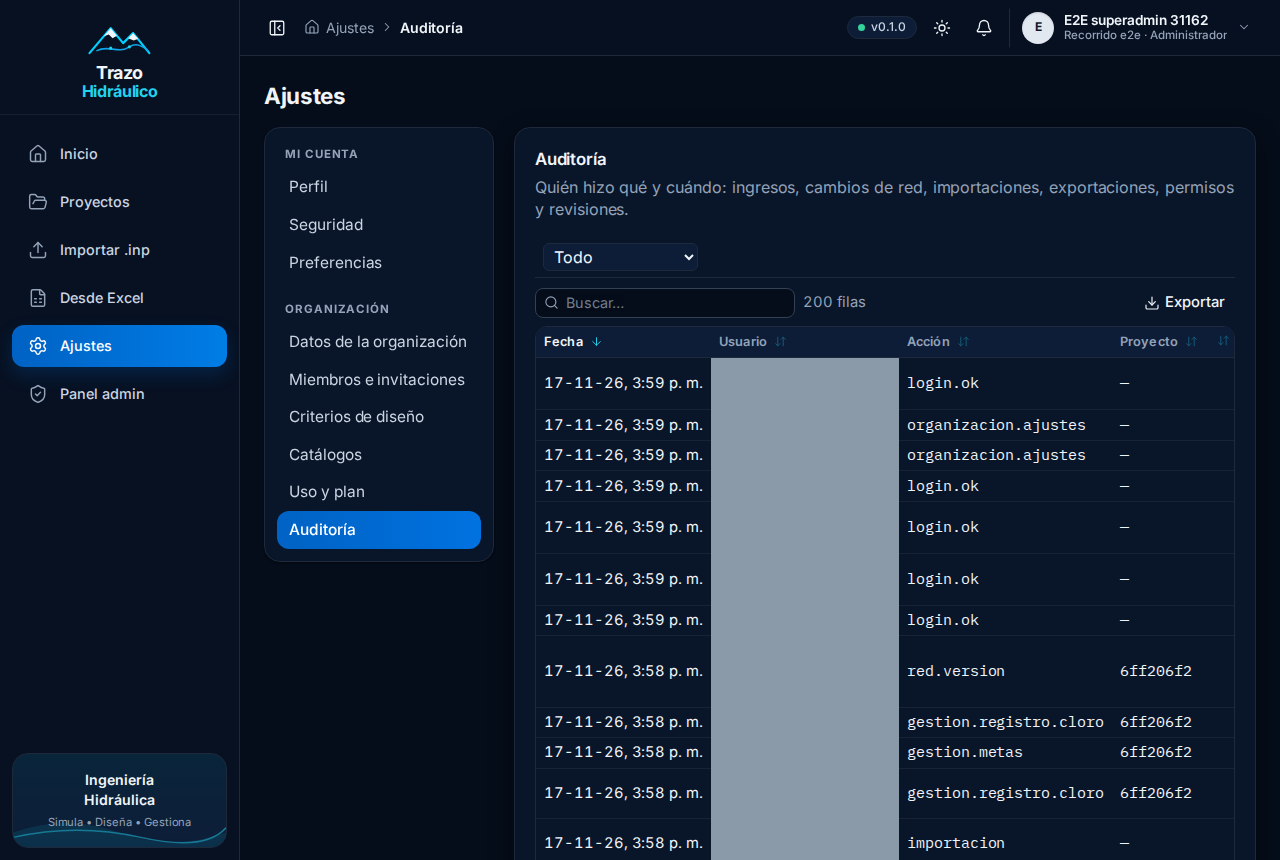 Trazo
Hidráulico
Inicio
Proyectos
Importar .inp
Desde Excel
Ajustes
Panel admin
Ingeniería
Hidráulica
Simula • Diseña • Gestiona
Ajustes > Auditoría
v0.1.0
E
E2E superadmin 31162
Recorrido e2e · Administrador
Ajustes
MI CUENTA
Perfil
Seguridad
Preferencias
ORGANIZACIÓN
Datos de la organización
Miembros e invitaciones
Criterios de diseño
Catálogos
Uso y plan
Auditoría
Auditoría
Quién hizo qué y cuándo: ingresos, cambios de red, importaciones, exportaciones, permisos
y revisiones.
Todo
Buscar...
200 filas
Exportar
Fecha Usuario Acción Proyecto
17-11-26, 3:59 p. m. login.ok —
17-11-26, 3:59 p. m. organizacion.ajustes —
17-11-26, 3:59 p. m. organizacion.ajustes —
17-11-26, 3:59 p. m. login.ok —
17-11-26, 3:59 p. m. login.ok —
17-11-26, 3:59 p. m. login.ok —
17-11-26, 3:59 p. m. login.ok —
17-11-26, 3:58 p. m. red.version 6ff206f2
17-11-26, 3:58 p. m. gestion.registro.cloro 6ff206f2
17-11-26, 3:58 p. m. gestion.metas 6ff206f2
17-11-26, 3:58 p. m. gestion.registro.cloro 6ff206f2
17-11-26, 3:58 p. m. importacion —